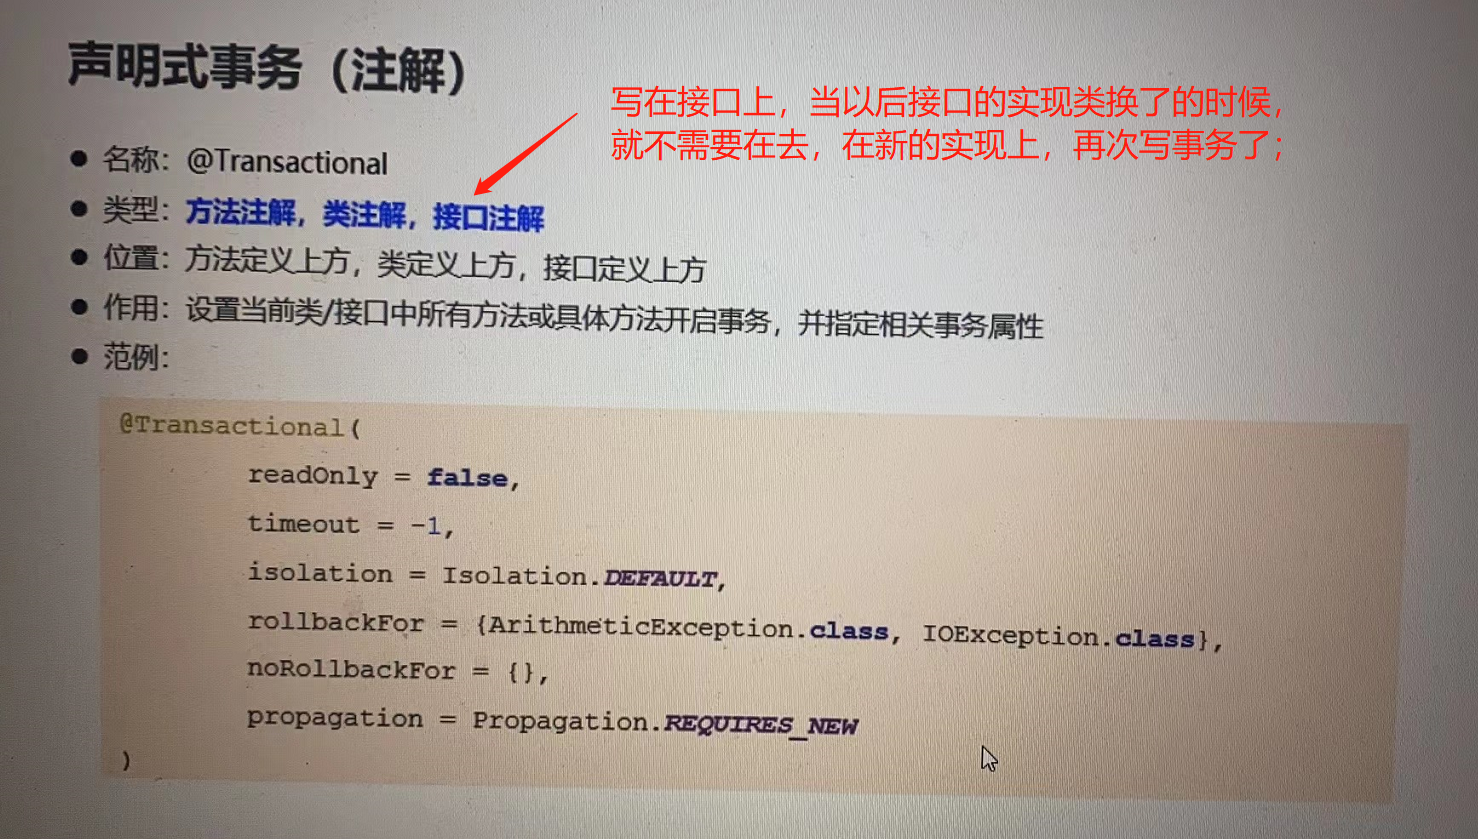 声明式事务（注解）
写在接口上，当以后接口的实现类换了的时候，
就不需要在去，在新的实现上，再次写事务了；
● 名称：@Transactional
● 类型：方法注解，类注解，接口注解
● 位置：方法定义上方，类定义上方，接口定义上方
● 作用：设置当前类/接口中所有方法或具体方法开启事务，并指定相关事务属性
● 范例：
@Transactional(
readOnly = false,
timeout = -1,
isolation = Isolation.DEFAULT,
rollbackFor = {ArithmeticException.class, IOException.class},
noRollbackFor = {},
propagation = Propagation.REQUIRES_NEW
)